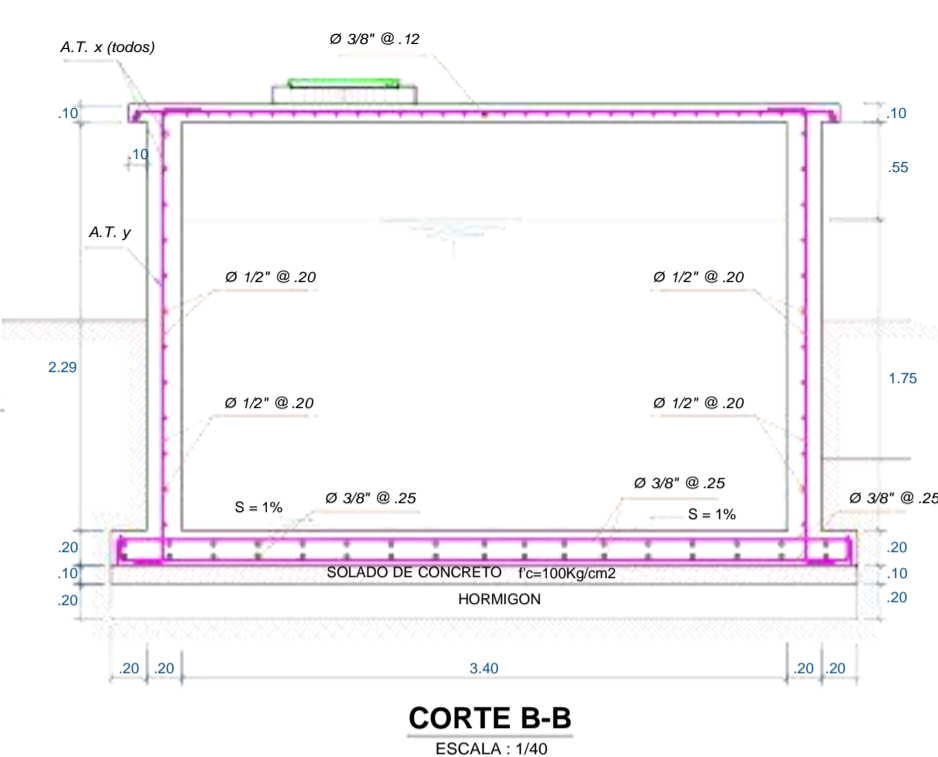 A.T. x (todos)
Ø 3/8" @ .12
.10
.10
.10
.55
A.T. y
Ø 1/2" @ .20
Ø 1/2" @ .20
2.29
1.75
Ø 1/2" @ .20
Ø 1/2" @ .20
S = 1%
Ø 3/8" @ .25
Ø 3/8" @ .25
S = 1%
Ø 3/8" @ .25
.20
.20
.10
SOLADO DE CONCRETO f'c=100Kg/cm2
.10
.20
HORMIGON
.20
.20
.20
3.40
.20
.20
CORTE B-B
ESCALA : 1/40